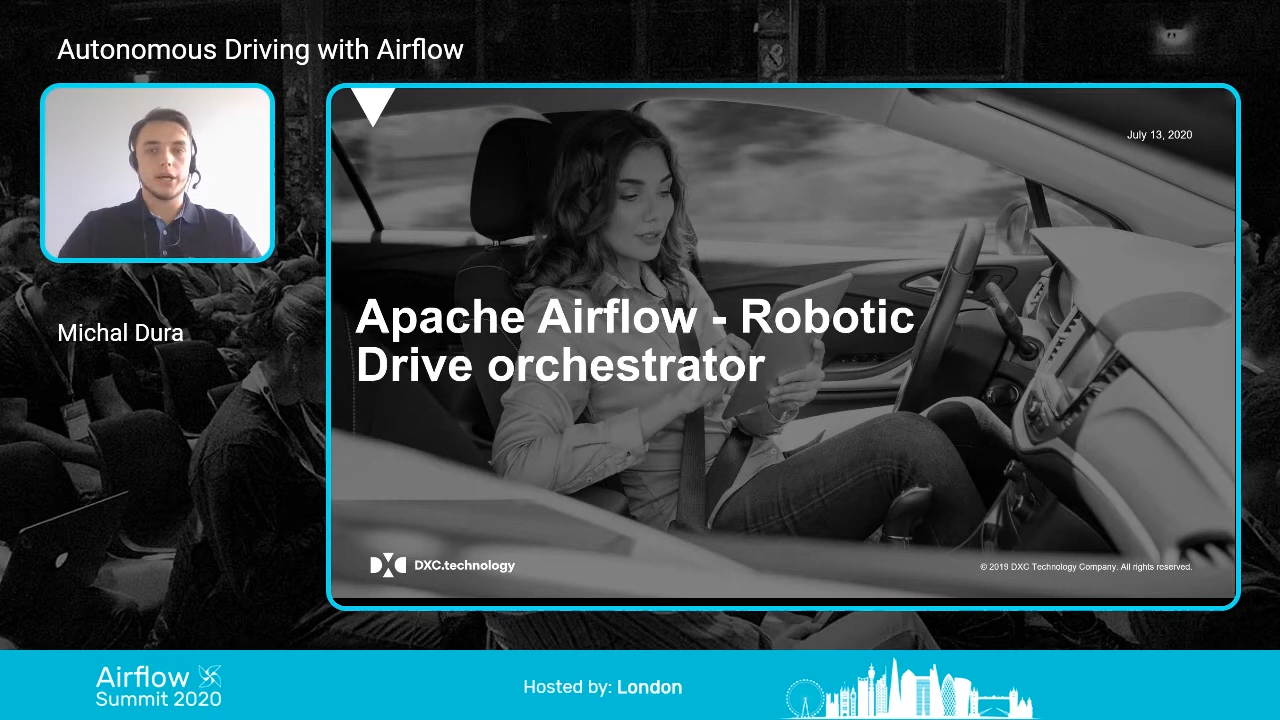 Autonomous Driving with Airflow
July 13, 2020
Apache Airflow - Robotic
Drive orchestrator
Michal Dura
DXC.technology
© 2019 DXC Technology Company. All rights reserved.
Airflow
Summit 2020
Hosted by: London